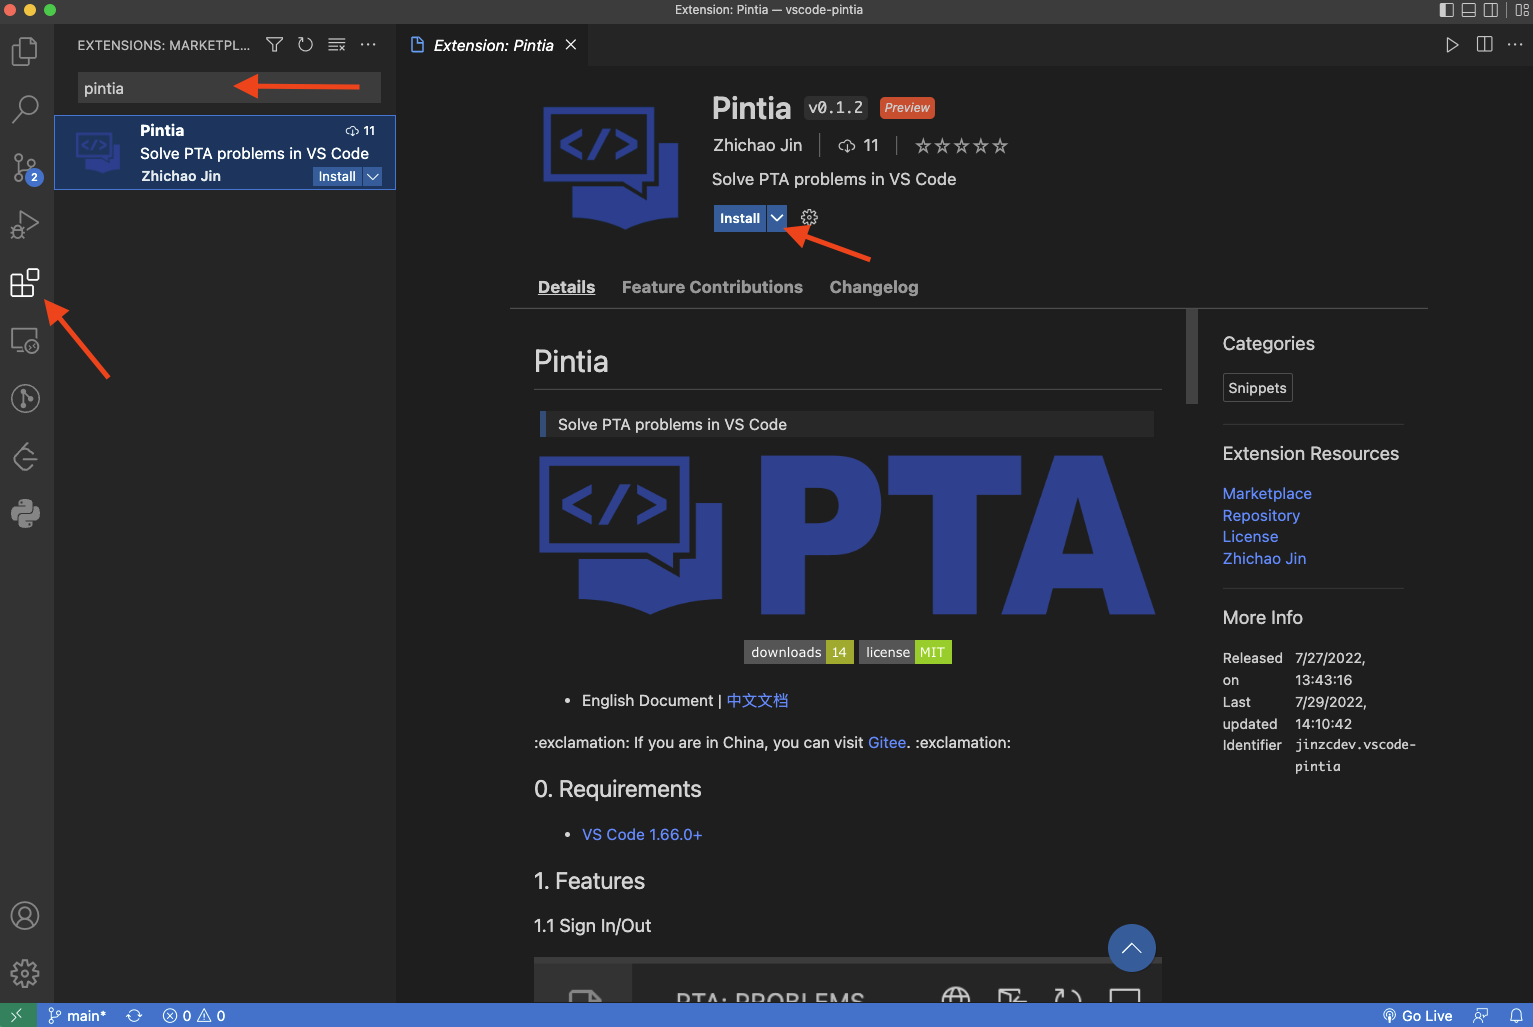 Extension: Pintia — vscode-pintia
EXTENSIONS: MARKETPL...
pintia
Pintia 11
Solve PTA problems in VS Code
Zhichao Jin Install
2
Extension: Pintia
Pintia v0.1.2 Preview
Zhichao Jin 11
Solve PTA problems in VS Code
Install
Details Feature Contributions Changelog
Pintia
Solve PTA problems in VS Code
PTA
downloads 14 license MIT
• English Document | 中文文档
:exclamation: If you are in China, you can visit Gitee. :exclamation:
0. Requirements
• VS Code 1.66.0+
1. Features
1.1 Sign In/Out
PTA: PROBLEMS
Categories
Snippets
Extension Resources
Marketplace
Repository
License
Zhichao Jin
More Info
Released 7/27/2022,
on 13:43:16
Last 7/29/2022,
updated 14:10:42
Identifier jinzcdev.vscode-
pintia
main* 0 0 Go Live